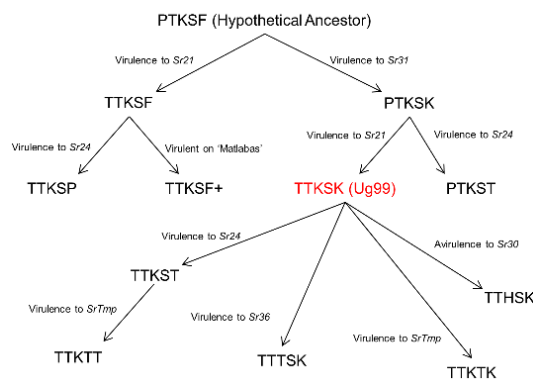 PTKSF (Hypothetical Ancestor)
Virulence to Sr21
Virulence to Sr31
TTKSF
PTKSK
Virulence to Sr24
Virulent on ‘Matlabas’
Virulence to Sr21
Virulence to Sr24
TTKSP
TTKSF+
TTKSK (Ug99)
PTKST
Virulence to Sr24
Avirulence to Sr30
TTKST
TTHSK
Virulence to SrTmp
Virulence to Sr36
Virulence to SrTmp
TTKTT
TTTSK
TTKTK